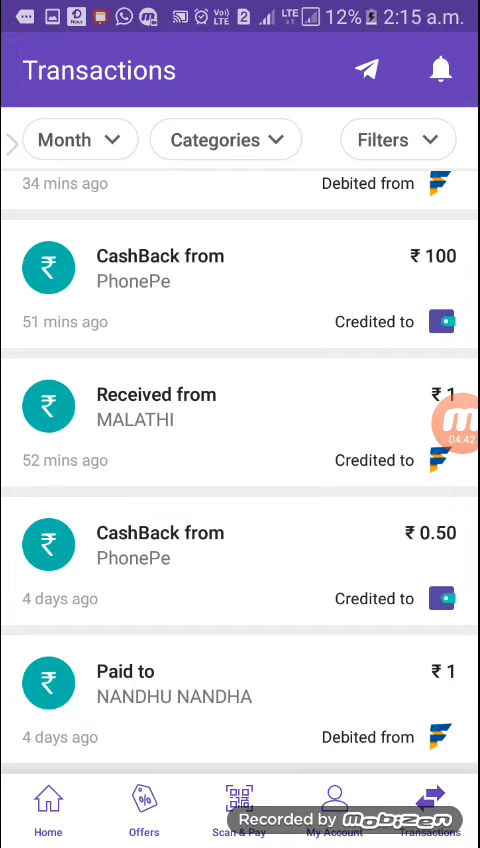 12% 2:15 a.m.
Transactions
Month Categories Filters
34 mins ago Debited from
CashBack from ₹ 100
PhonePe
51 mins ago Credited to
Received from ₹ 1
MALATHI
04:42
52 mins ago Credited to
CashBack from ₹ 0.50
PhonePe
4 days ago Credited to
Paid to ₹ 1
NANDHU NANDHA
4 days ago Debited from
Recorded by Mobizen
Home Offers Scan & Pay My Account Transactions